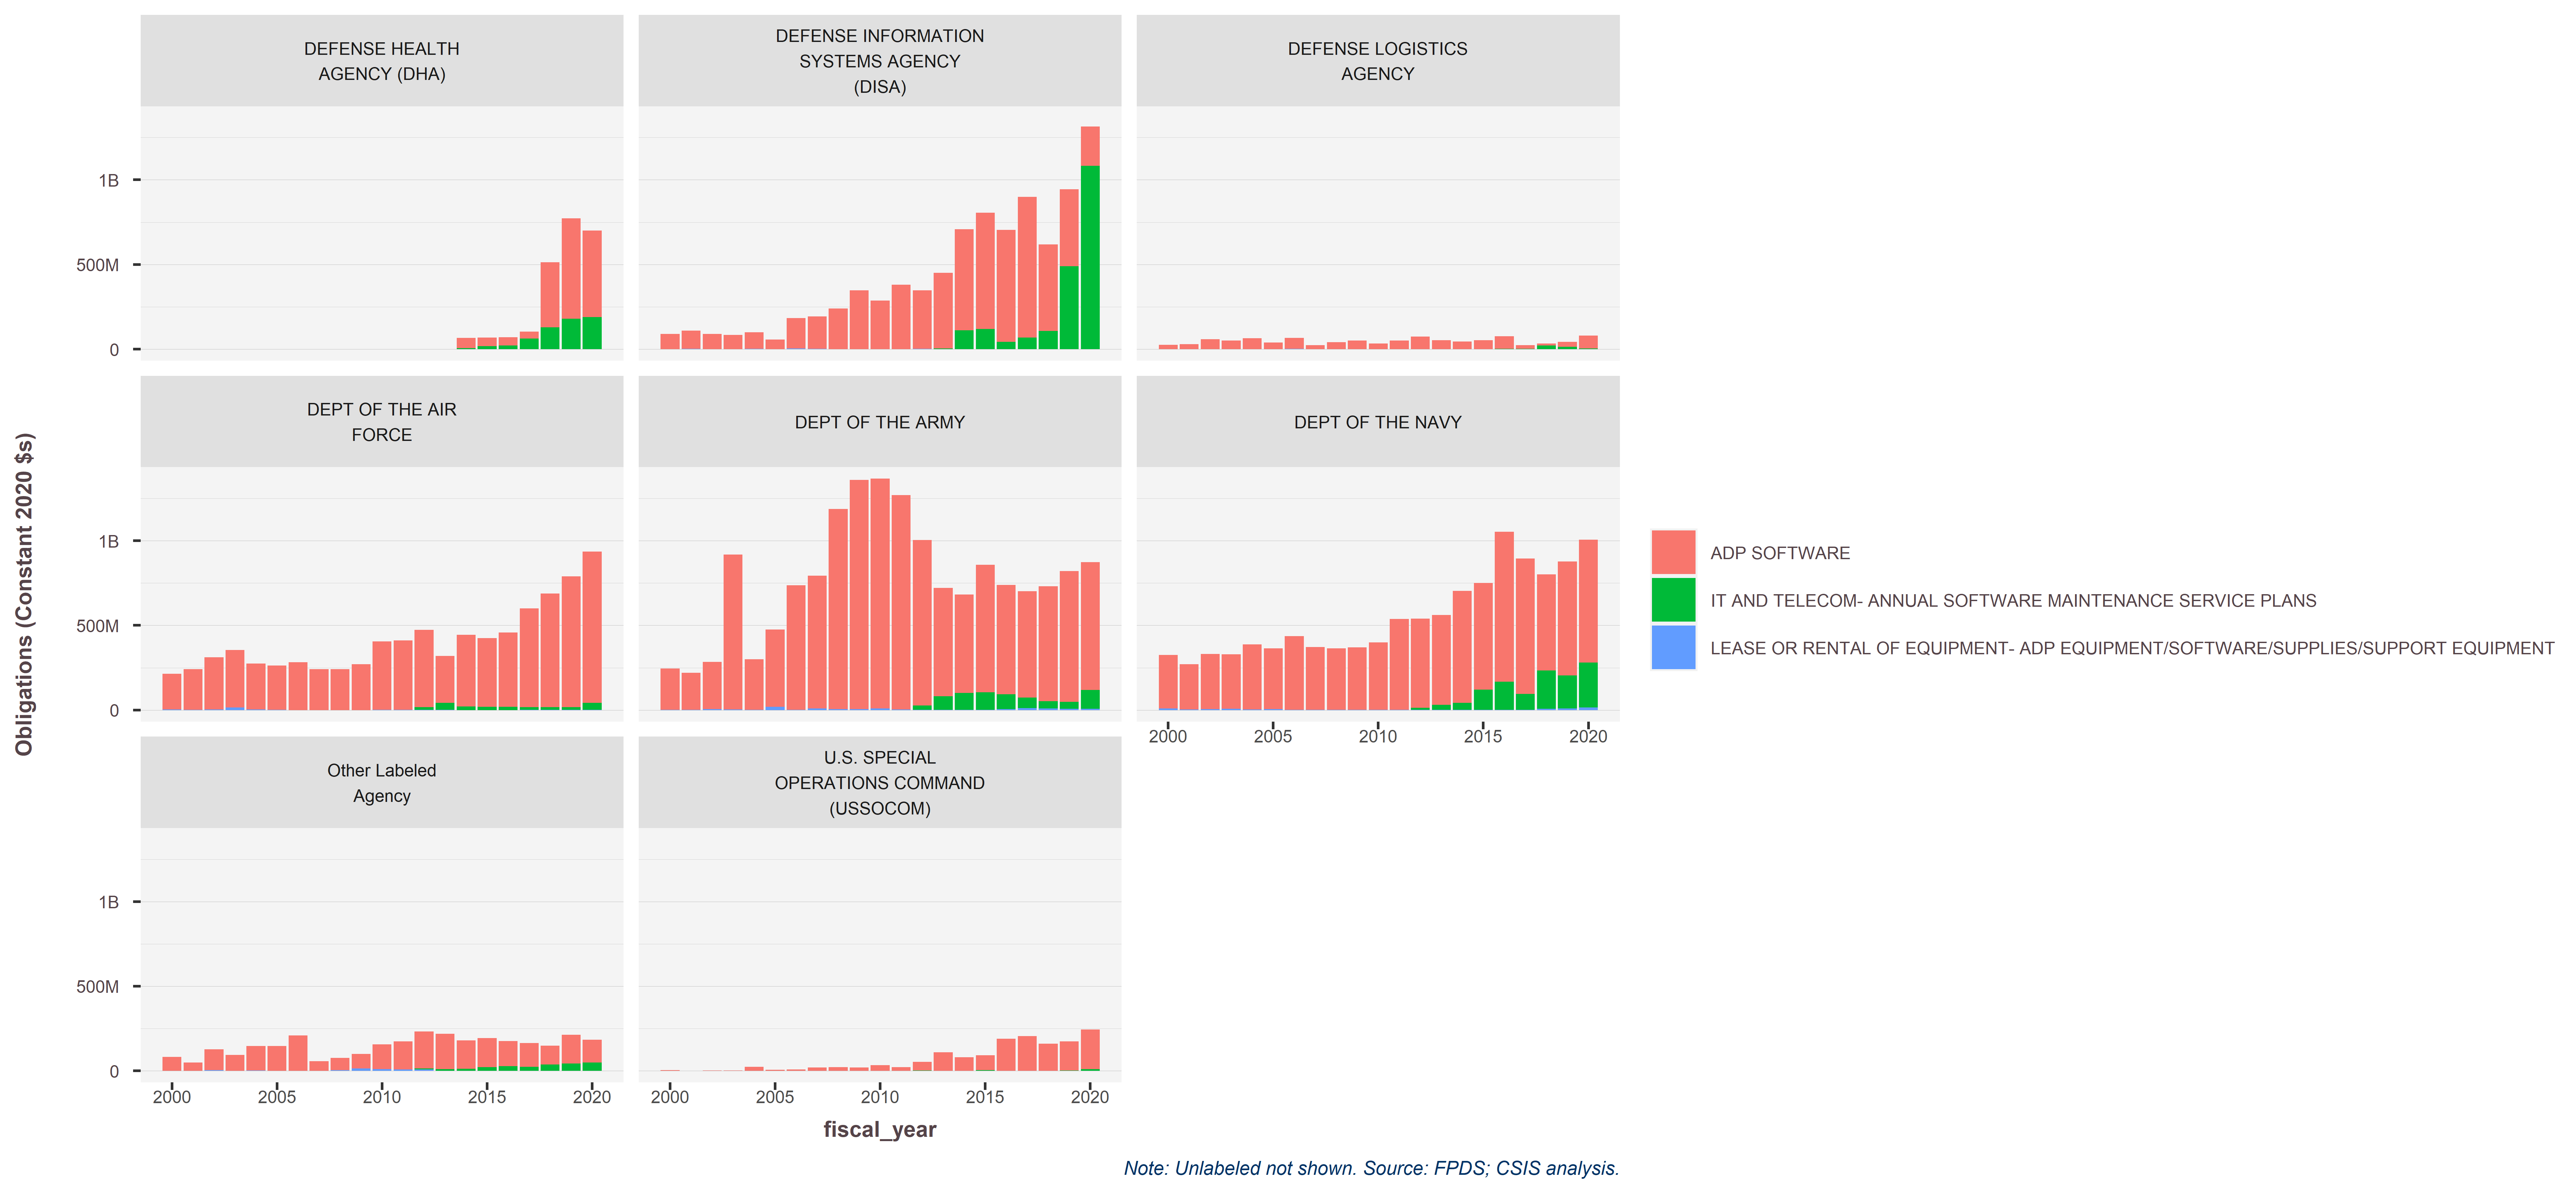 DEFENSE HEALTH
AGENCY (DHA)
DEFENSE INFORMATION
SYSTEMS AGENCY
(DISA)
DEFENSE LOGISTICS
AGENCY
1B
500M
0
DEPT OF THE AIR
FORCE
DEPT OF THE ARMY
DEPT OF THE NAVY
1B
500M
0
2000 2005 2010 2015 2020
Other Labeled
Agency
U.S. SPECIAL
OPERATIONS COMMAND
(USSOCOM)
1B
500M
0
2000 2005 2010 2015 2020
2000 2005 2010 2015 2020
Obligations (Constant 2020 $s)
fiscal_year
ADP SOFTWARE
IT AND TELECOM- ANNUAL SOFTWARE MAINTENANCE SERVICE PLANS
LEASE OR RENTAL OF EQUIPMENT- ADP EQUIPMENT/SOFTWARE/SUPPLIES/SUPPORT EQUIPMENT
Note: Unlabeled not shown. Source: FPDS; CSIS analysis.